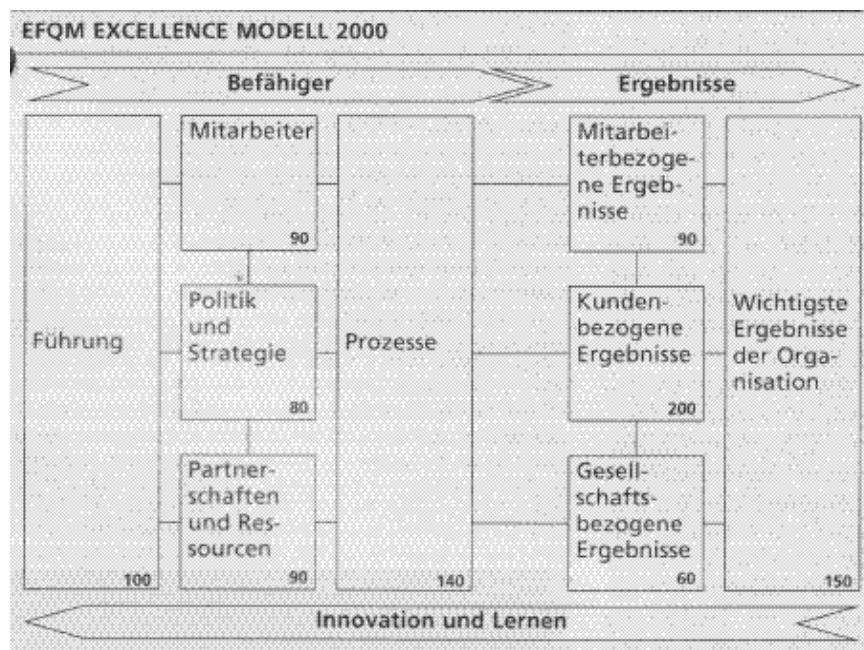 EFQM EXCELLENCE MODELL 2000
Befähiger
Ergebnisse
Führung
100
Mitarbeiter
90
Politik
und
Strategie
80
Partner-
schaften
und Res-
sourcen
90
Prozesse
140
Mitarbei-
terbezoge-
ne Ergeb-
nisse
90
Kunden-
bezogene
Ergebnisse
200
Gesell-
schafts-
bezogene
Ergebnisse
60
Wichtigste
Ergebnisse
der Orga-
nisation
150
Innovation und Lernen